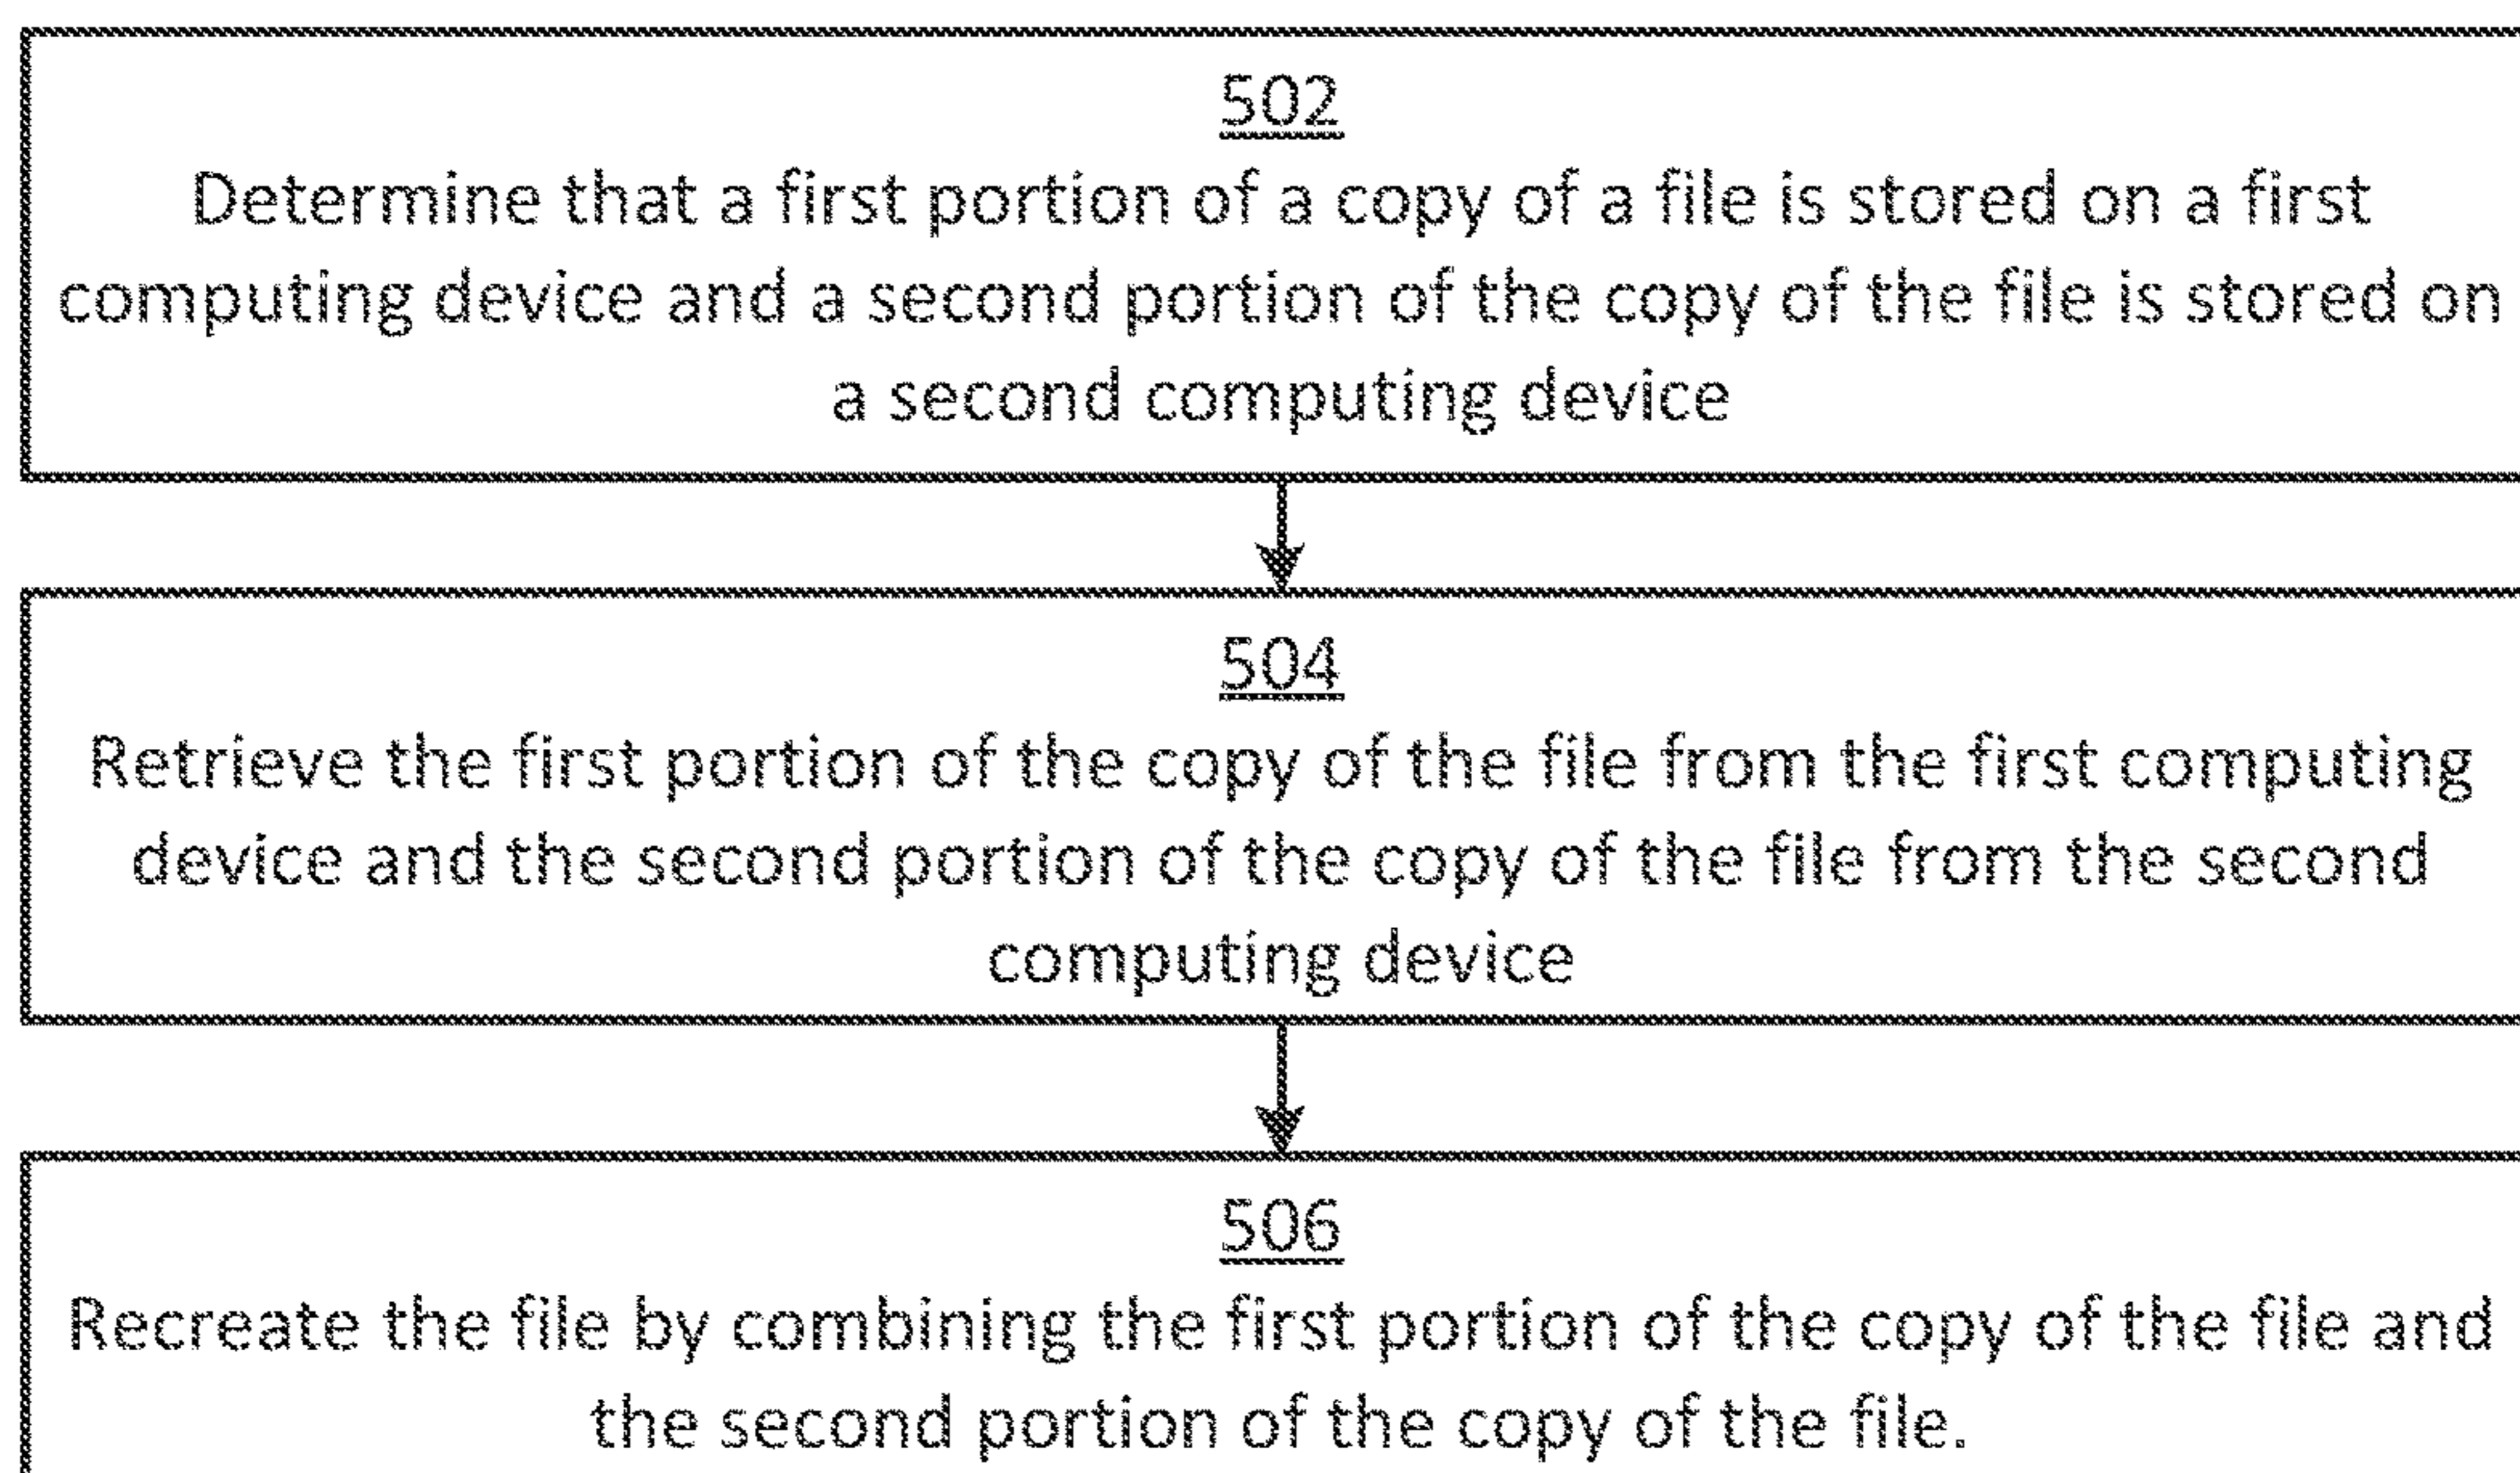 502
Determine that a first portion of a copy of a file is stored on a first
computing device and a second portion of the copy of the file is stored on
a second computing device
504
Retrieve the first portion of the copy of the file from the first computing
device and the second portion of the copy of the file from the second
computing device
506
Recreate the file by combining the first portion of the copy of the file and
the second portion of the copy of the file.